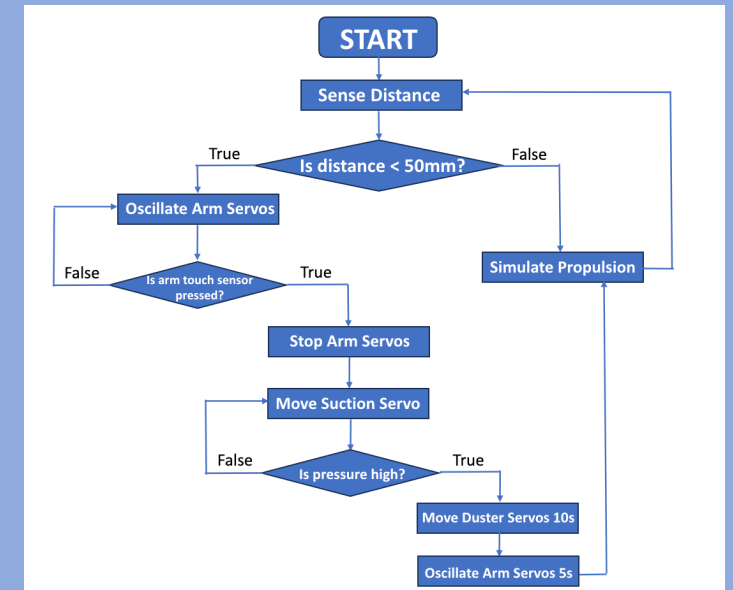 START
Sense Distance
Is distance < 50mm?
True
False
Oscillate Arm Servos
Is arm touch sensor
pressed?
False
True
Simulate Propulsion
Stop Arm Servos
Move Suction Servo
Is pressure high?
False
True
Move Duster Servos 10s
Oscillate Arm Servos 5s